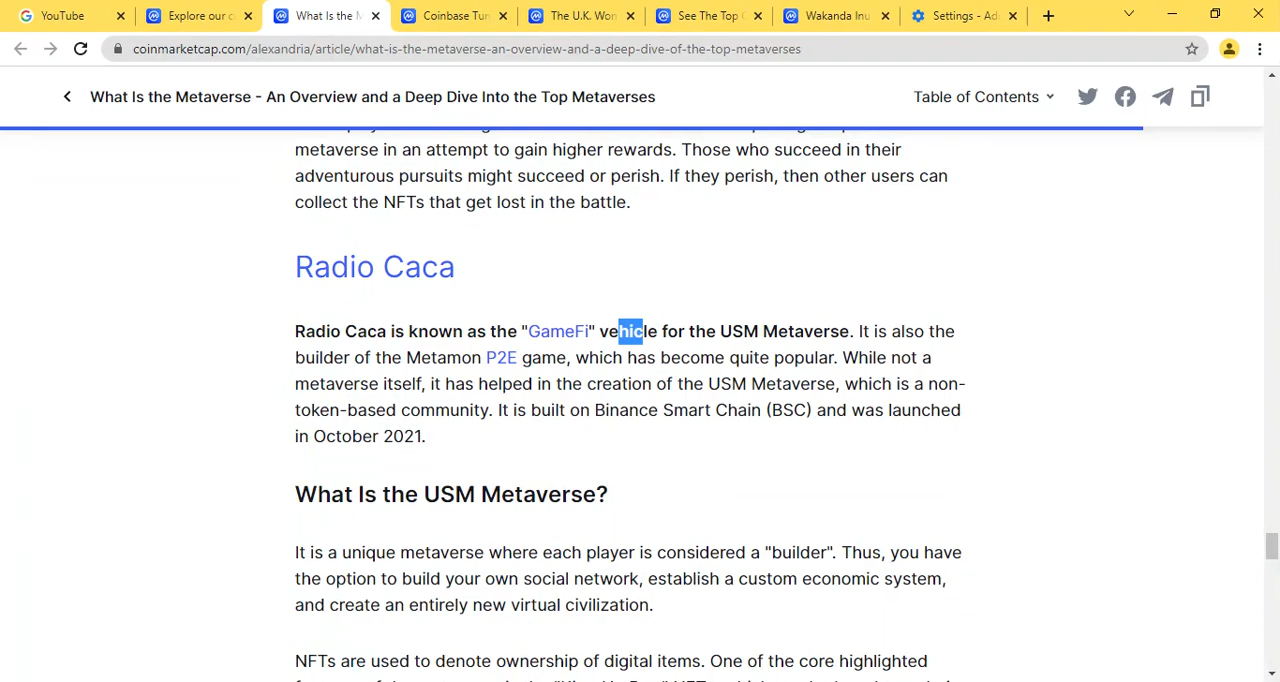 YouTube
Explore our c
What Is the M
Coinbase Tur
The U.K. Won
See The Top
Wakanda Inu
Settings - Ad
coinmarketcap.com/alexandria/article/what-is-the-metaverse-an-overview-and-a-deep-dive-of-the-top-metaverses
What Is the Metaverse - An Overview and a Deep Dive Into the Top Metaverses
Table of Contents
metaverse in an attempt to gain higher rewards. Those who succeed in their
adventurous pursuits might succeed or perish. If they perish, then other users can
collect the NFTs that get lost in the battle.
Radio Caca
Radio Caca is known as the "GameFi" vehicle for the USM Metaverse. It is also the
builder of the Metamon P2E game, which has become quite popular. While not a
metaverse itself, it has helped in the creation of the USM Metaverse, which is a non-
token-based community. It is built on Binance Smart Chain (BSC) and was launched
in October 2021.
What Is the USM Metaverse?
It is a unique metaverse where each player is considered a "builder". Thus, you have
the option to build your own social network, establish a custom economic system,
and create an entirely new virtual civilization.
NFTs are used to denote ownership of digital items. One of the core highlighted